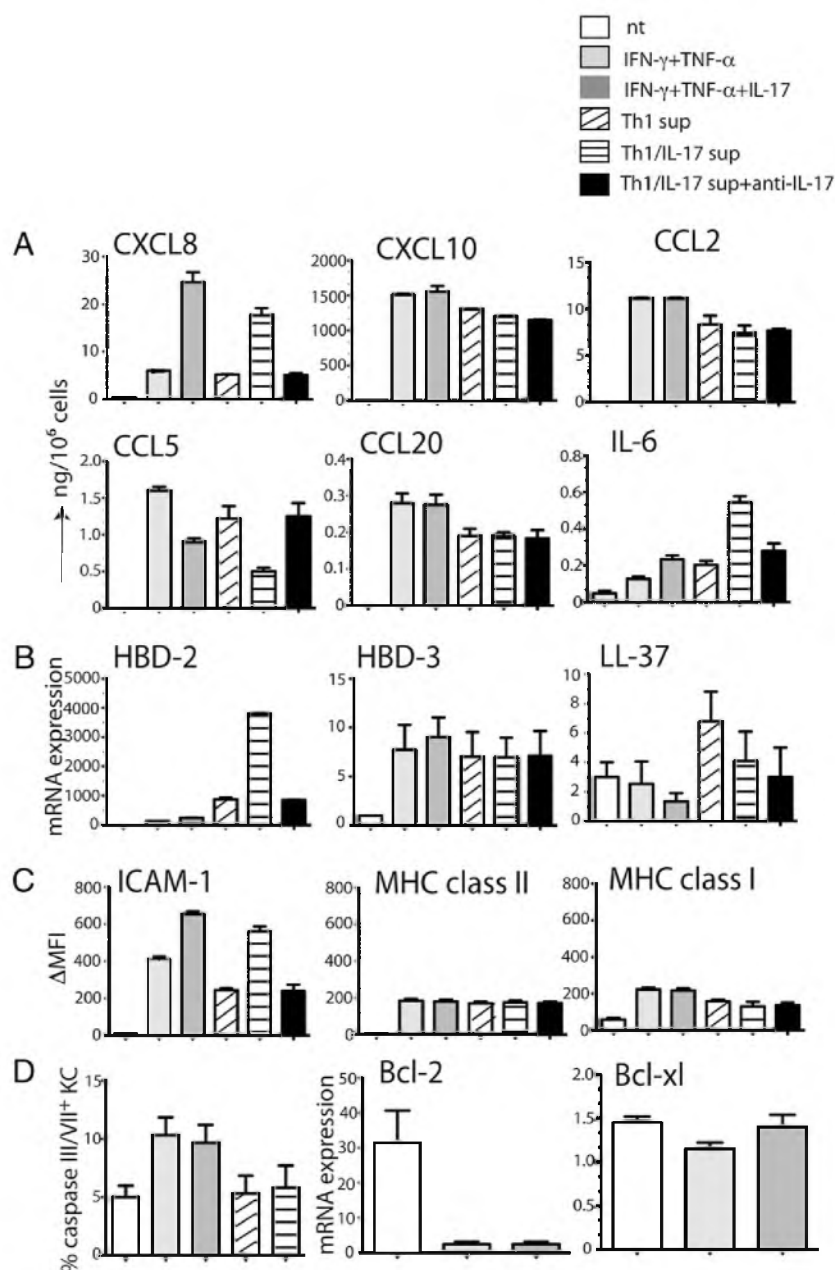 nt
IFN-γ+TNF-α
IFN-γ+TNF-α+IL-17
Th1 sup
Th1/IL-17 sup
Th1/IL-17 sup+anti-IL-17
A
CXCL8
30
20
10
0
CXCL10
2000
1500
1000
500
0
CCL2
15
10
5
0
ng/10⁶ cells
CCL5
2.0
1.5
1.0
0.5
0
CCL20
0.4
0.3
0.2
0.1
0
IL-6
0.8
0.6
0.4
0.2
0
B
mRNA expression
HBD-2
5000
4000
3000
2000
1000
0
HBD-3
15
10
5
0
LL-37
8
6
4
2
0
C
ΔMFI
ICAM-1
800
600
400
200
0
MHC class II
800
600
400
200
0
MHC class I
800
600
400
200
0
D
% caspase III/VII⁺ KC
15
10
5
0
mRNA expression
Bcl-2
50
40
30
20
10
0
Bcl-xl
2.0
1.5
1.0
0.5
0